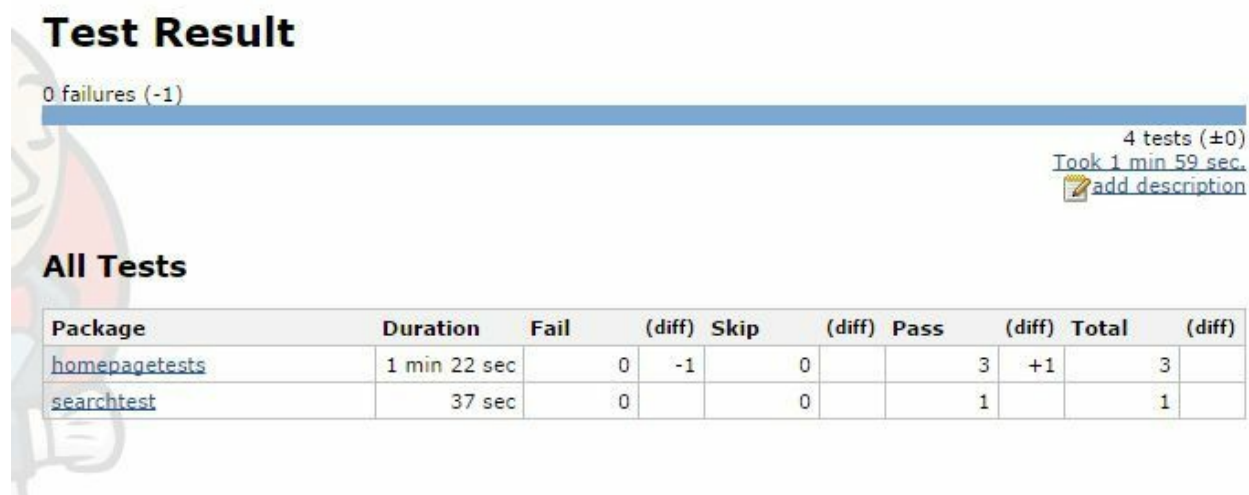 Test Result
0 failures (-1)
4 tests (±0)
Took 1 min 59 sec.
add description
All Tests
Package Duration Fail (diff) Skip (diff) Pass (diff) Total (diff)
homepagetests 1 min 22 sec 0 -1 0 3 +1 3
searchtest 37 sec 0 0 1 1